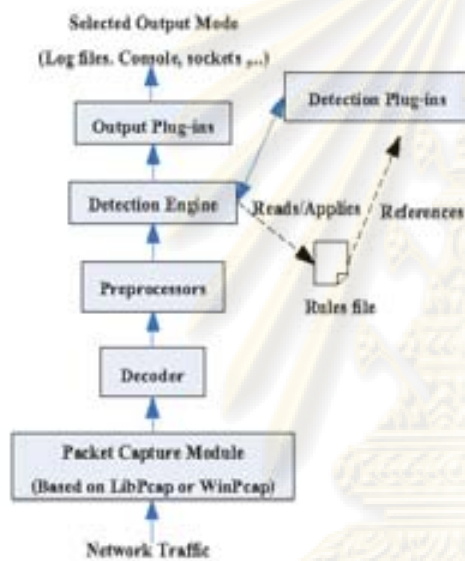 Selected Output Mode
(Log files. Console, sockets ,..)
Detection Plug-ins
Output Plug-ins
Detection Engine
Reads/Applies
References
Preprocessors
Rules file
Decoder
Packet Capture Module
(Based on LibPcap or WinPcap)
Network Traffic